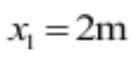 x₁ = 2m